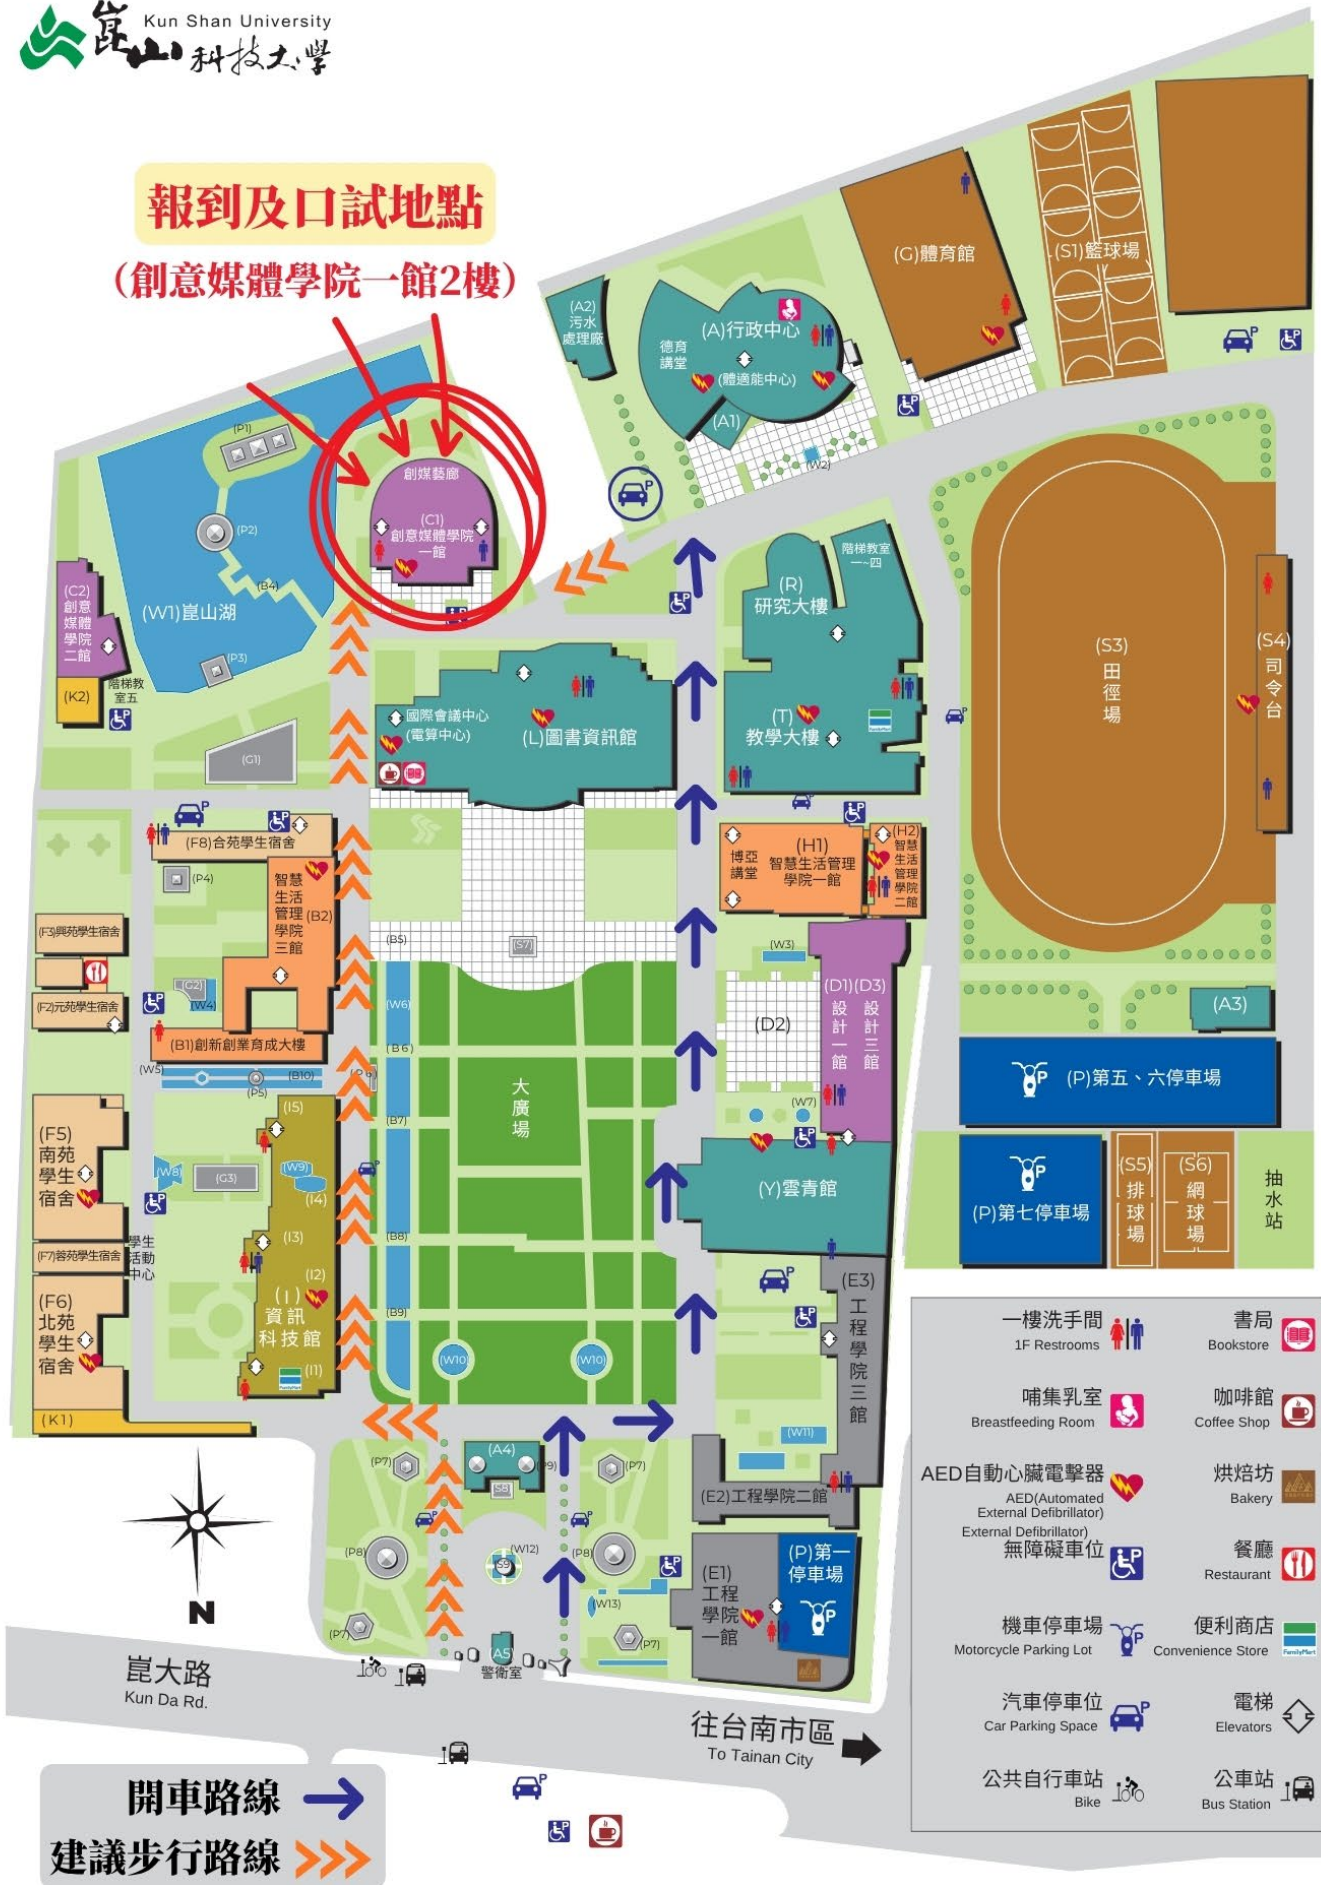 Kun Shan University
崑山科技大學
報到及口試地點
（創意媒體學院一館2樓）
(A2)
污水
處理廠
德育
講堂
(A)行政中心
(體適能中心)
(A1)
(W2)
(G)體育館
(S1)籃球場
(P1)
(P2)
(B4)
(W1)崑山湖
(P3)
創媒藝廊
(C1)
創意媒體學院
一館
(C2)
創意
媒體
學院
二館
(K2)
階梯教
室五
(G1)
國際會議中心
(電算中心)
(L)圖書資訊館
(R)
研究大樓
階梯教室
一~四
(T)
教學大樓
FamilyMart
(S3)
田
徑
場
(S4)
司
令
台
(F8)合苑學生宿舍
(P4)
智慧
生活
管理
學院
三館
(B2)
(F3)興苑學生宿舍
(F2)元苑學生宿舍
(G2)
(W4)
(B1)創新創業育成大樓
(W5)
(P5)
(B10)
(P6)
博亞
講堂
(H1)
智慧生活管理
學院一館
(H2)
智慧
生活
管理
學院
二館
(B5)
(S7)
(W6)
(B6)
(B7)
(B8)
(B9)
大
廣
場
(W3)
(D2)
(D1)
設
計
一
館
(D3)
設
計
三
館
(W7)
(Y)雲青館
(A3)
(P)第五、六停車場
(P)第七停車場
(S5)
排
球
場
(S6)
網
球
場
抽
水
站
(F5)
南苑
學生
宿舍
(F7)蓉苑學生宿舍
(F6)
北苑
學生
宿舍
(K1)
(W8)
(G3)
學生
活動
中心
(I5)
(W9)
(I4)
(I3)
(I2)
(I)
資訊
科技館
(I1)
FamilyMart
(W10)
(W10)
(E3)
工
程
學
院
三
館
(W11)
(E2)工程學院二館
(E1)
工程
學院
一館
(P)第一
停車場
(A4)
(P9)
(S8)
(P7)
(P7)
(P8)
(P8)
(S9)
(W12)
(W13)
(P7)
(P7)
(A5)
警衛室
N
崑大路
Kun Da Rd.
往台南市區
To Tainan City
開車路線
建議步行路線
一樓洗手間
1F Restrooms
書局
Bookstore
哺集乳室
Breastfeeding Room
咖啡館
Coffee Shop
AED自動心臟電擊器
AED(Automated
External Defibrillator)
External Defibrillator)
烘焙坊
Bakery
無障礙車位
餐廳
Restaurant
機車停車場
Motorcycle Parking Lot
便利商店
Convenience Store
FamilyMart
汽車停車位
Car Parking Space
電梯
Elevators
公共自行車站
Bike
公車站
Bus Station